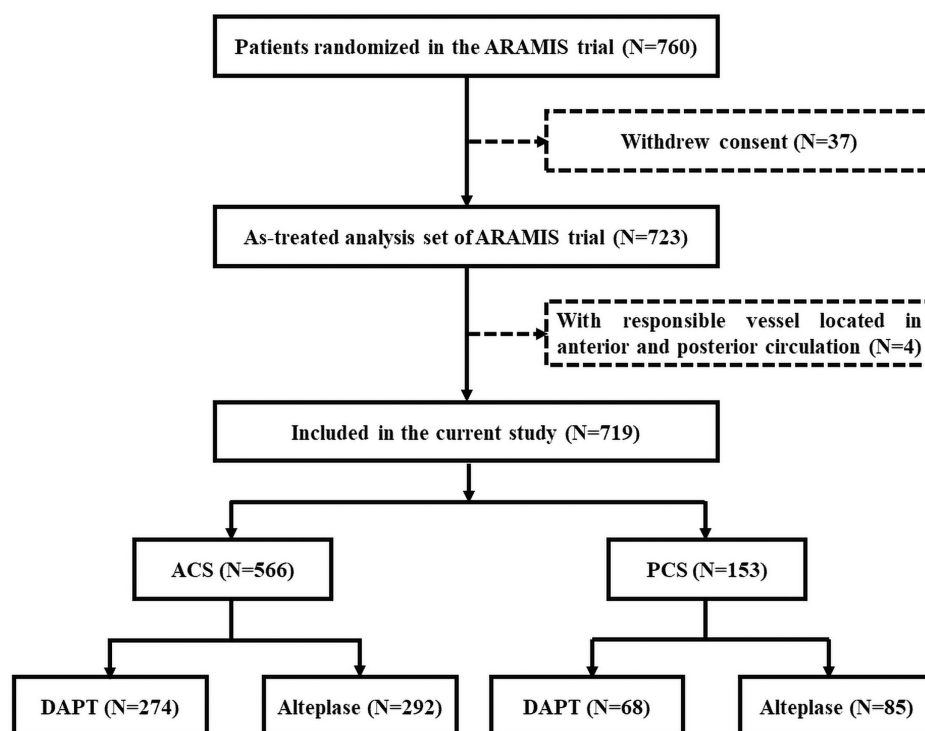 Patients randomized in the ARAMIS trial (N=760)
Withdrew consent (N=37)
As-treated analysis set of ARAMIS trial (N=723)
With responsible vessel located in
anterior and posterior circulation (N=4)
Included in the current study (N=719)
ACS (N=566)
PCS (N=153)
DAPT (N=274)
Alteplase (N=292)
DAPT (N=68)
Alteplase (N=85)